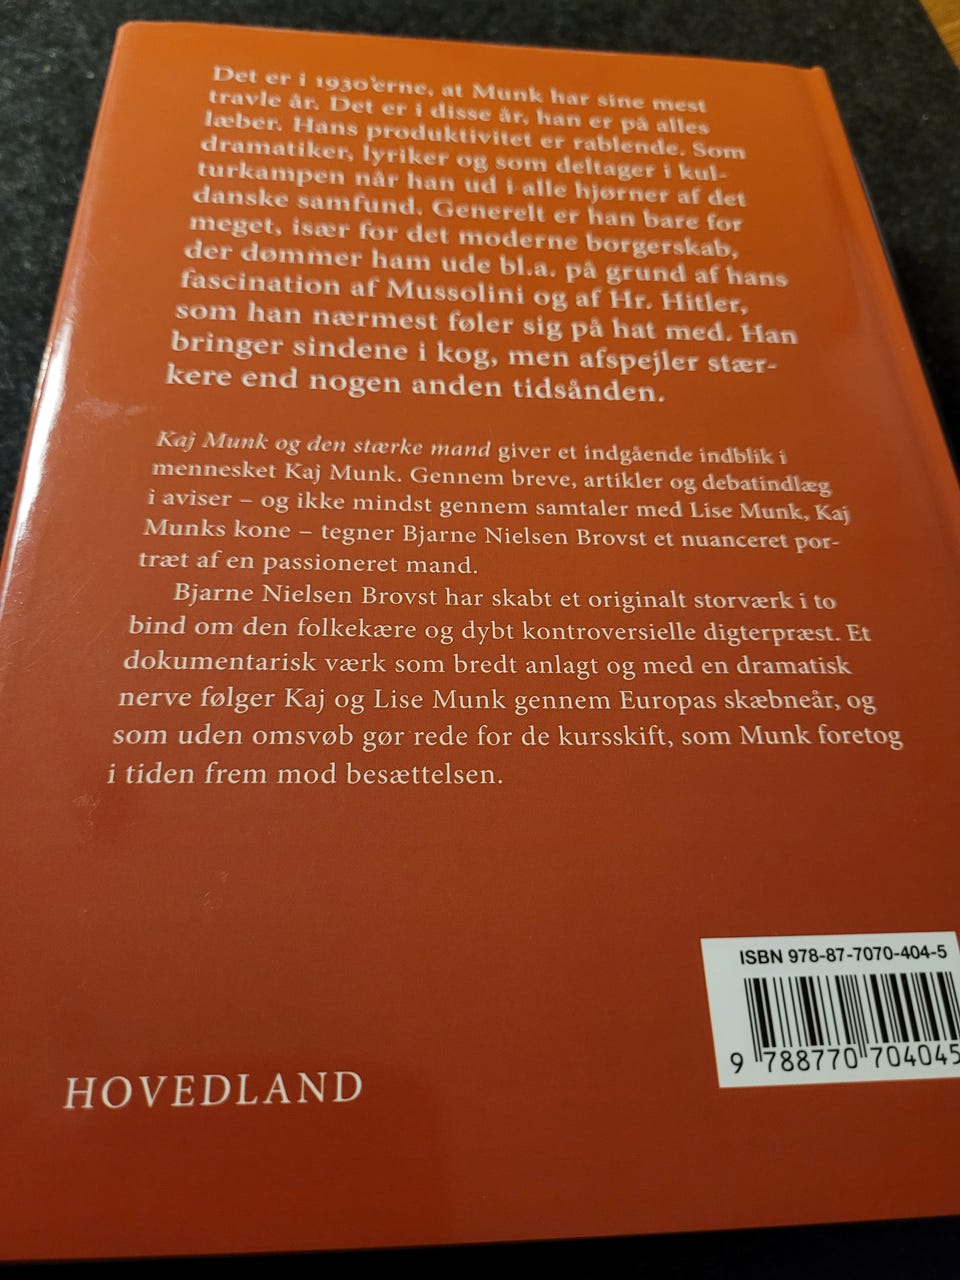 Det er i 1930'erne, at Munk har sine mest
travle år. Det er i disse år, han er på alles
læber. Hans produktivitet er rablende. Som
dramatiker, lyriker og som deltager i kul-
turkampen når han ud i alle hjørner af det
danske samfund. Generelt er han bare for
meget, især for det moderne borgerskab,
der dømmer ham ude bl.a. på grund af hans
fascination af Mussolini og af Hr. Hitler,
som han nærmest føler sig på hat med. Han
bringer sindene i kog, men afspejler stær-
kere end nogen anden tidsånden.
Kaj Munk og den stærke mand giver et indgående indblik i
mennesket Kaj Munk. Gennem breve, artikler og debatindlæg
i aviser – og ikke mindst gennem samtaler med Lise Munk, Kaj
Munks kone – tegner Bjarne Nielsen Brovst et nuanceret por-
træt af en passioneret mand.
Bjarne Nielsen Brovst har skabt et originalt storværk i to
bind om den folkekære og dybt kontroversielle digterpræst. Et
dokumentarisk værk som bredt anlagt og med en dramatisk
nerve følger Kaj og Lise Munk gennem Europas skæbneår, og
som uden omsvøb gør rede for de kursskift, som Munk foretog
i tiden frem mod besættelsen.
ISBN 978-87-7070-404-5
9 788770 704045
HOVEDLAND